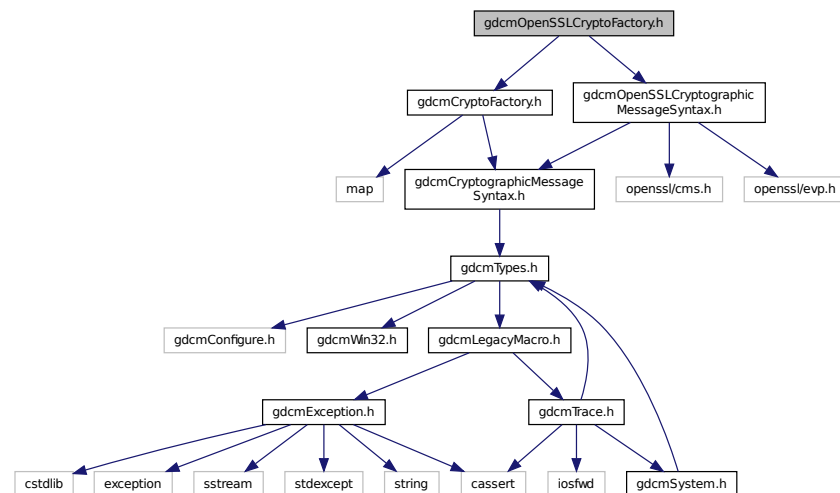 gdcmOpenSSLCryptoFactory.h
gdcmCryptoFactory.h
gdcmOpenSSLCryptographic
MessageSyntax.h
map
gdcmCryptographicMessage
Syntax.h
openssl/cms.h
openssl/evp.h
gdcmTypes.h
gdcmConfigure.h
gdcmWin32.h
gdcmLegacyMacro.h
gdcmException.h
gdcmTrace.h
cstdlib
exception
sstream
stdexcept
string
cassert
iosfwd
gdcmSystem.h